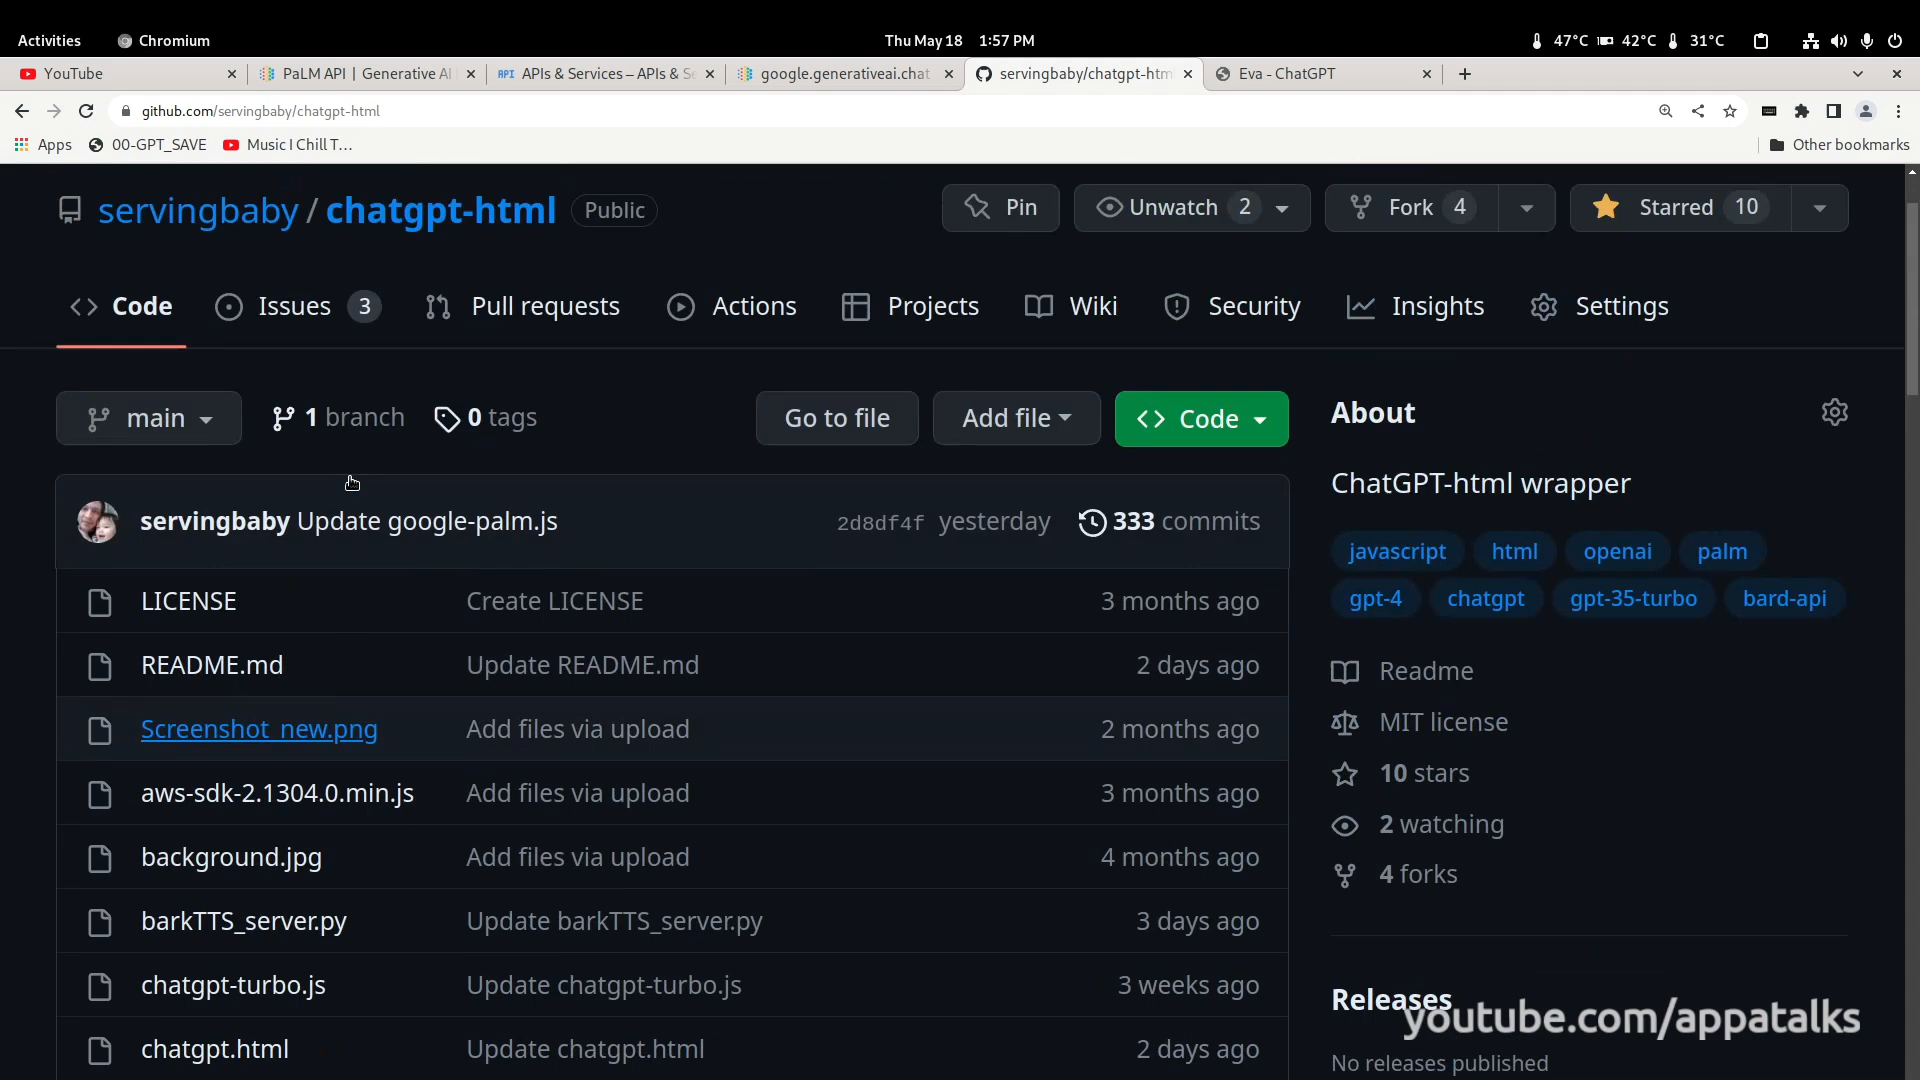 Activities Chromium Thu May 18 1:57 PM 47°C 42°C 31°C
YouTube PaLM API | Generative AI APIs & Services – APIs & Se google.generativeai.chat servingbaby/chatgpt-htm Eva - ChatGPT
github.com/servingbaby/chatgpt-html
Apps 00-GPT_SAVE Music I Chill T... Other bookmarks
servingbaby / chatgpt-html Public Pin Unwatch 2 Fork 4 Starred 10
Code Issues 3 Pull requests Actions Projects Wiki Security Insights Settings
main 1 branch 0 tags Go to file Add file Code
servingbaby Update google-palm.js 2d8df4f yesterday 333 commits
LICENSE Create LICENSE 3 months ago
README.md Update README.md 2 days ago
Screenshot_new.png Add files via upload 2 months ago
aws-sdk-2.1304.0.min.js Add files via upload 3 months ago
background.jpg Add files via upload 4 months ago
barkTTS_server.py Update barkTTS_server.py 3 days ago
chatgpt-turbo.js Update chatgpt-turbo.js 3 weeks ago
chatgpt.html Update chatgpt.html 2 days ago
About
ChatGPT-html wrapper
javascript html openai palm
gpt-4 chatgpt gpt-35-turbo bard-api
Readme
MIT license
10 stars
2 watching
4 forks
Releases
youtube.com/appatalks
No releases published